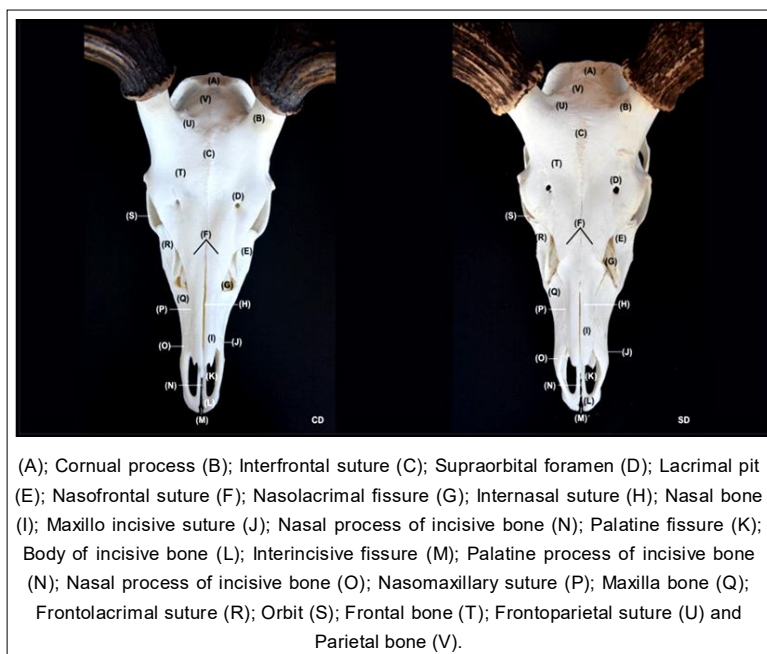 (A)
(V)
(U)
(B)
(C)
(T)
(D)
(S)
(F)
(R)
(E)
(G)
(Q)
(P)
(H)
(I)
(O)
(J)
(K)
(N)
(L)
(M)
CD
(A)
(V)
(U)
(B)
(C)
(T)
(D)
(S)
(F)
(R)
(E)
(G)
(Q)
(P)
(H)
(I)
(O)
(J)
(K)
(N)
(L)
(M)
SD
(A); Cornual process (B); Interfrontal suture (C); Supraorbital foramen (D); Lacrimal pit
(E); Nasofrontal suture (F); Nasolacrimal fissure (G); Internasal suture (H); Nasal bone
(I); Maxillo incisive suture (J); Nasal process of incisive bone (N); Palatine fissure (K);
Body of incisive bone (L); Interincisive fissure (M); Palatine process of incisive bone
(N); Nasal process of incisive bone (O); Nasomaxillary suture (P); Maxilla bone (Q);
Frontolacrimal suture (R); Orbit (S); Frontal bone (T); Frontoparietal suture (U) and
Parietal bone (V).